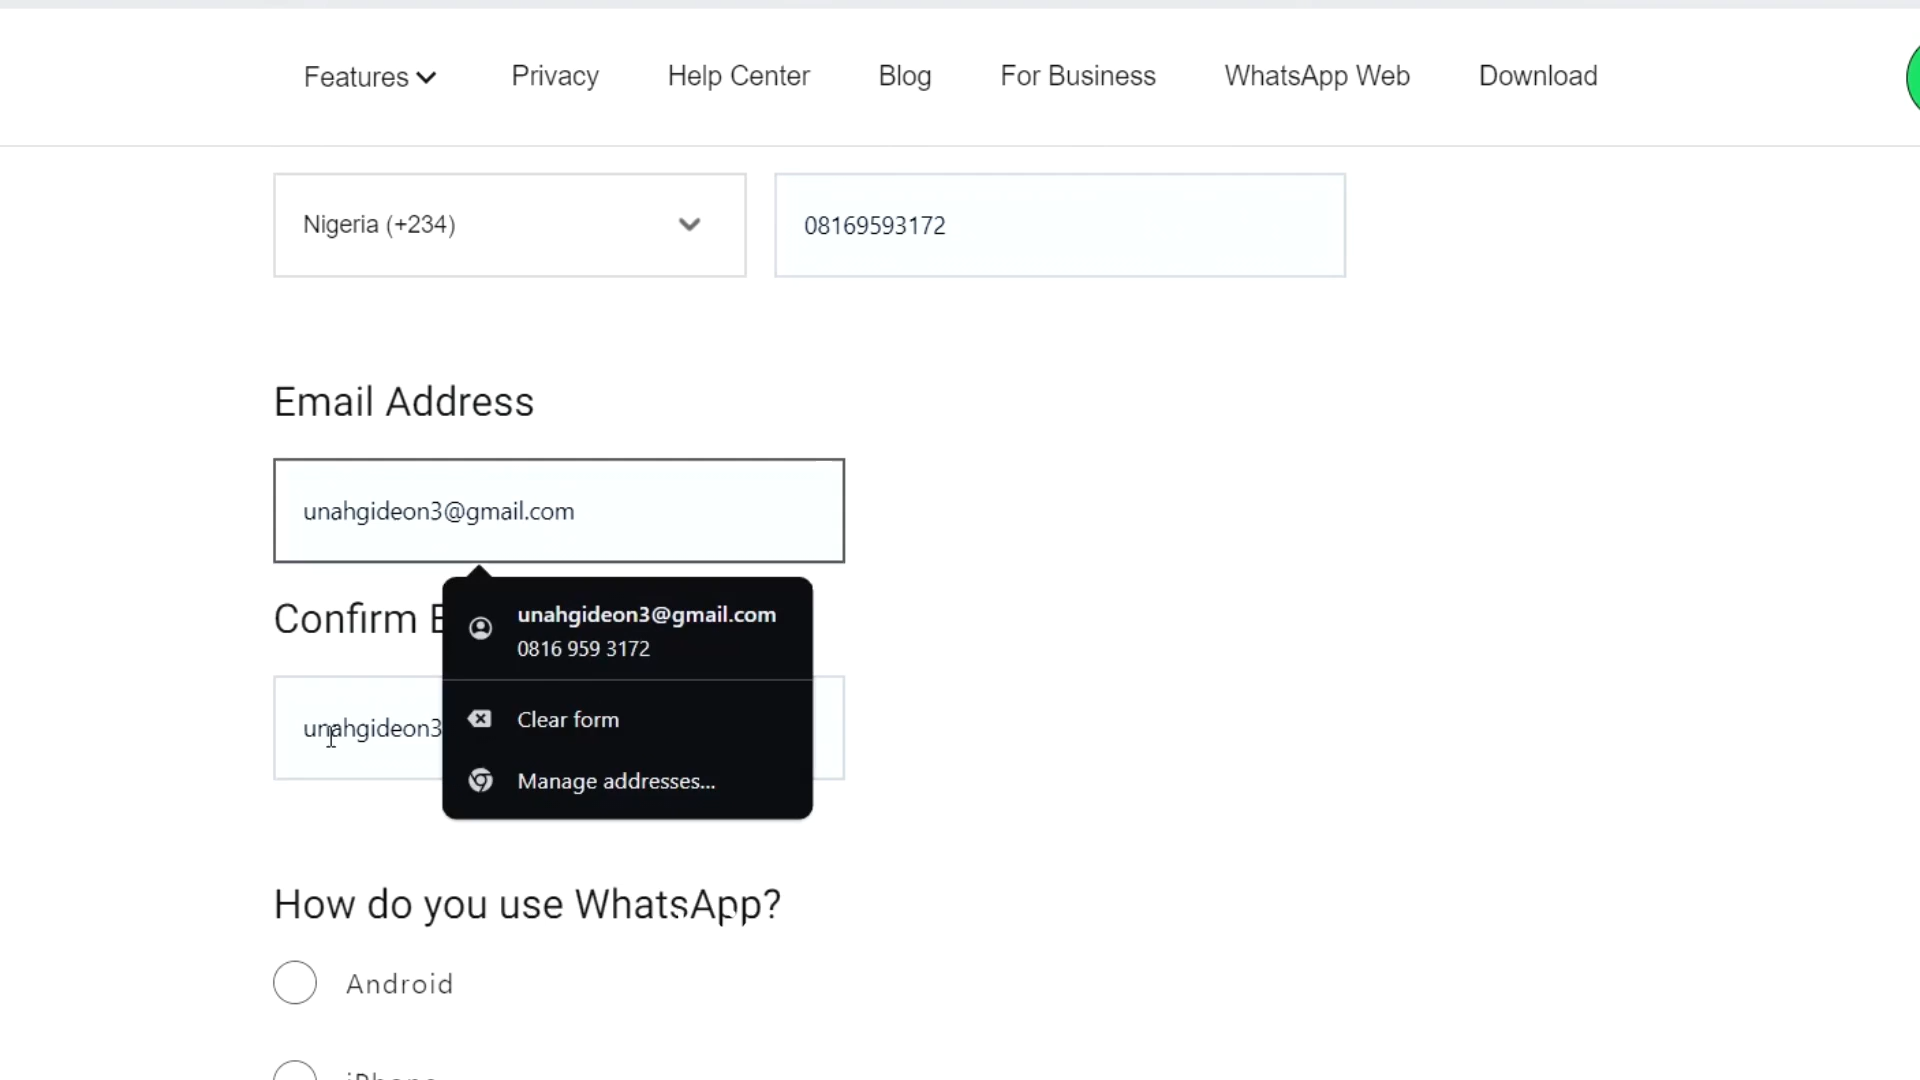 Features Privacy Help Center Blog For Business WhatsApp Web Download
Nigeria (+234) 08169593172
Email Address
unahgideon3@gmail.com
Confirm
unahgideon3
unahgideon3@gmail.com
0816 959 3172
Clear form
Manage addresses...
How do you use WhatsApp?
Android
iPhone